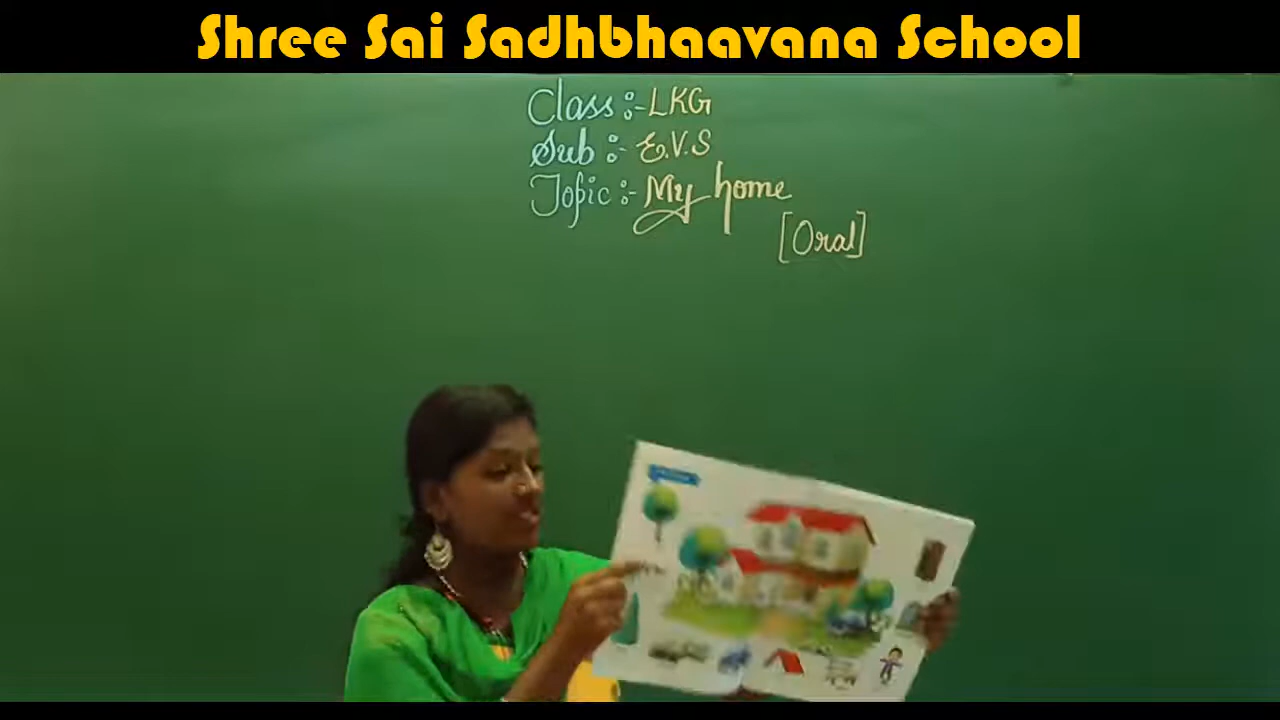 Shree Sai Sadhbhaavana School
Class :- LKG
Sub :- E.V.S
Topic :- My home
[Oral]